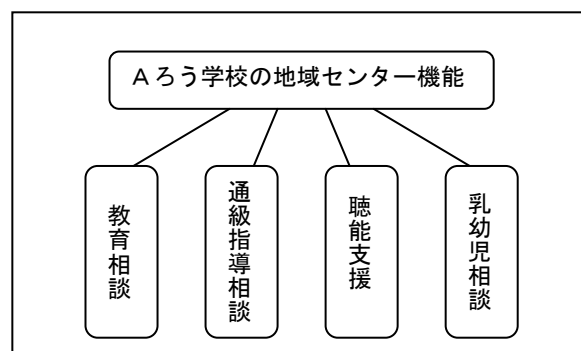 Aろう学校の地域センター機能
教育相談
通級指導相談
聴能支援
乳幼児相談